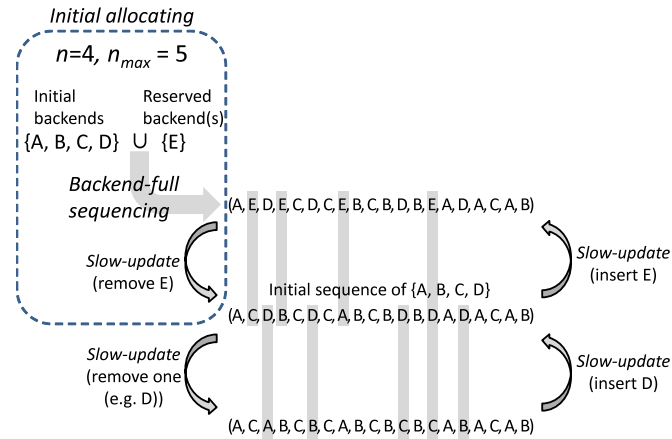 Initial allocating
n=4, nmax = 5
Initial backends
Reserved backend(s)
{A, B, C, D} ∪ {E}
Backend-full sequencing
(A, E, D, E, C, D, C, E, B, C, B, D, B, E, A, D, A, C, A, B)
Slow-update (remove E)
Slow-update (insert E)
Initial sequence of {A, B, C, D}
(A, C, D, B, C, D, C, A, B, C, B, D, B, D, A, D, A, C, A, B)
Slow-update (remove one (e.g. D))
Slow-update (insert D)
(A, C, A, B, C, B, C, A, B, C, B, C, B, C, A, B, A, C, A, B)